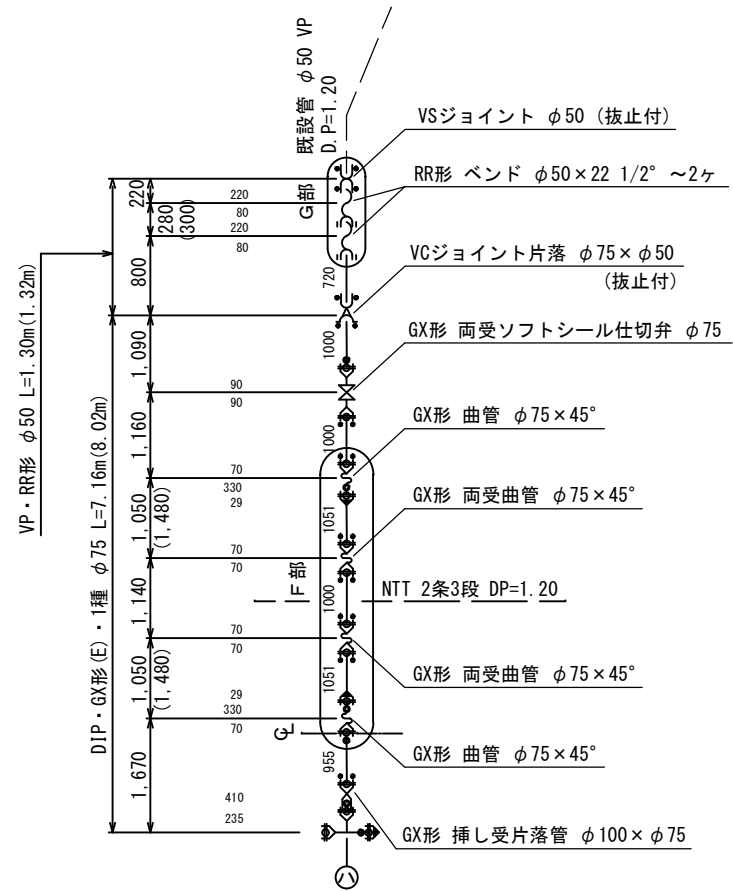 既設管 φ50 VP
D.P=1.20
VSジョイント φ50 (抜止付)
RR形 ベンド φ50×22 1/2° ～2ヶ
VCジョイント片落 φ75×φ50
(抜止付)
GX形 両受ソフトシール仕切弁 φ75
GX形 曲管 φ75×45°
GX形 両受曲管 φ75×45°
NTT 2条3段 DP=1.20
GX形 両受曲管 φ75×45°
GX形 曲管 φ75×45°
GX形 挿し受片落管 φ100×φ75
G部
F部
CL
ハ
VP・RR形 φ50 L=1.30m(1.32m)
DIP・GX形(E)・1種 φ75 L=7.16m(8.02m)
220
280
(300)
800
1,090
1,160
1,050
(1,480)
1,140
1,050
(1,480)
1,670
220
80
220
80
90
90
70
330
29
70
70
70
70
29
330
70
410
235
720
1000
1000
1051
1000
1051
955